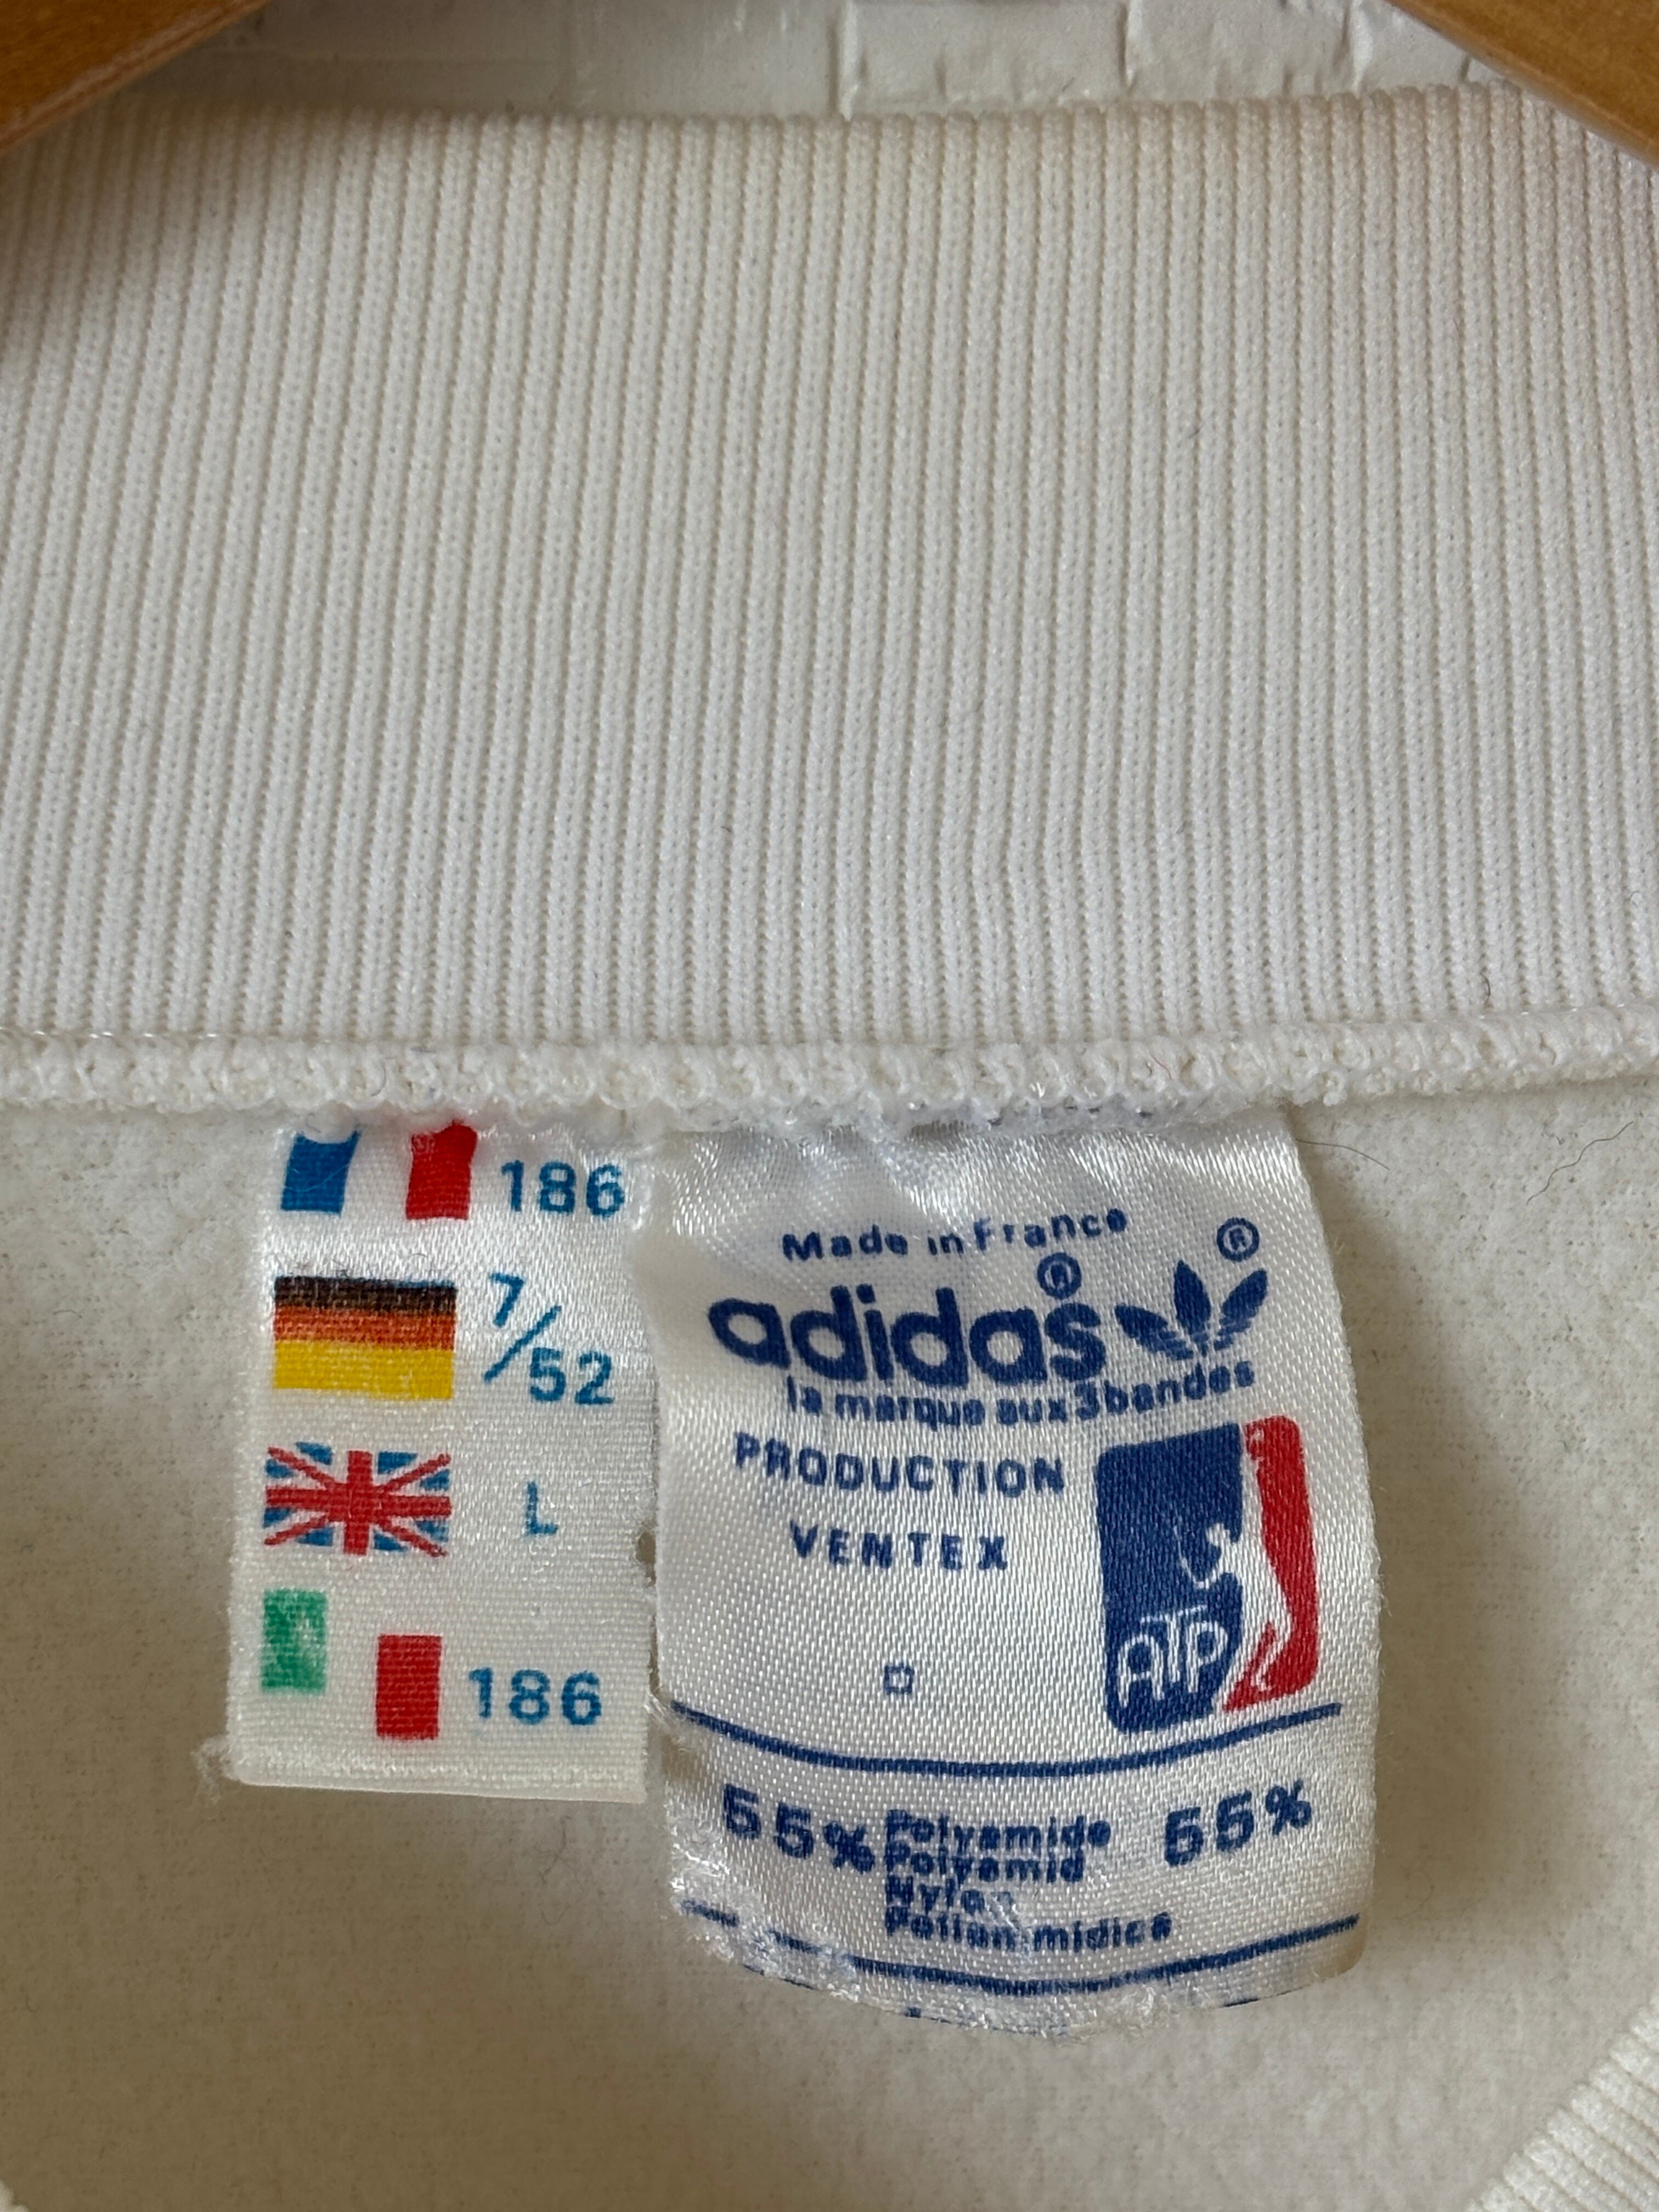 186
7/52
L
186
Made in France
adidas®
®
la marque aux 3 bandes
PRODUCTION
VENTEX
ATP
55% Polyamide 55%
Polyamid
Nylon